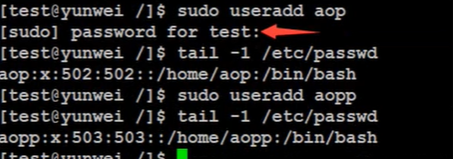 [test@yunwei /]$ sudo useradd aop
[sudo] password for test:
[test@yunwei /]$ tail -1 /etc/passwd
aop:x:502:502::/home/aop:/bin/bash
[test@yunwei /]$ sudo useradd aopp
[test@yunwei /]$ tail -1 /etc/passwd
aopp:x:503:503::/home/aopp:/bin/bash
[test@yunwei /]$